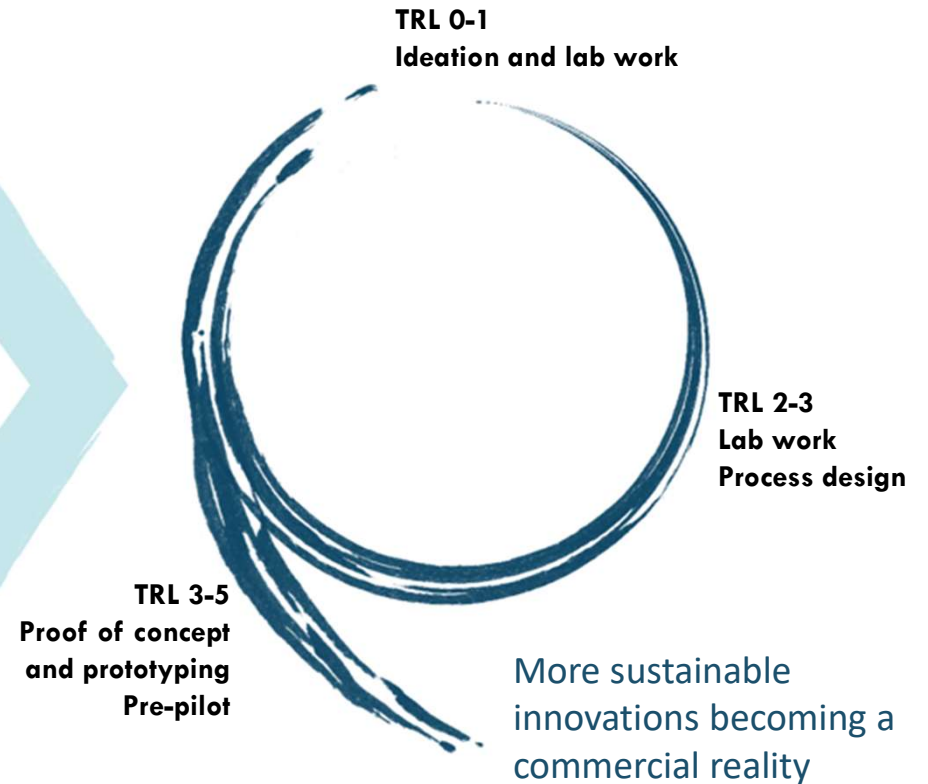 TRL 0-1
Ideation and lab work
TRL 2-3
Lab work
Process design
TRL 3-5
Proof of concept
and prototyping
Pre-pilot
More sustainable
innovations becoming a
commercial reality